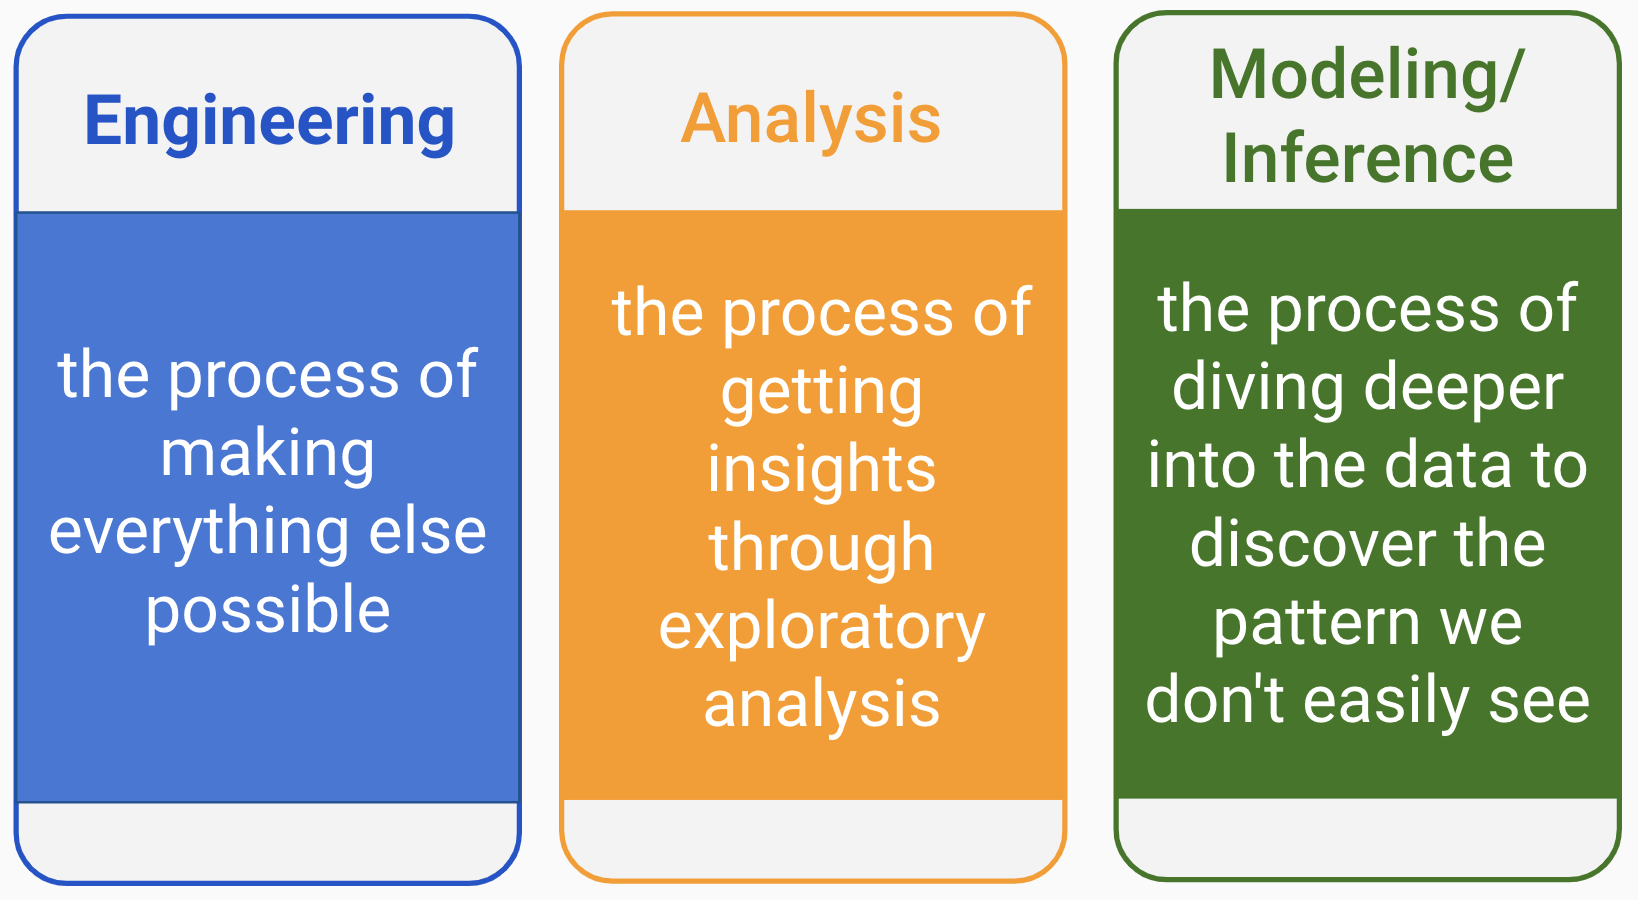 Engineering
the process of
making
everything else
possible
Analysis
the process of
getting
insights
through
exploratory
analysis
Modeling/
Inference
the process of
diving deeper
into the data to
discover the
pattern we
don't easily see